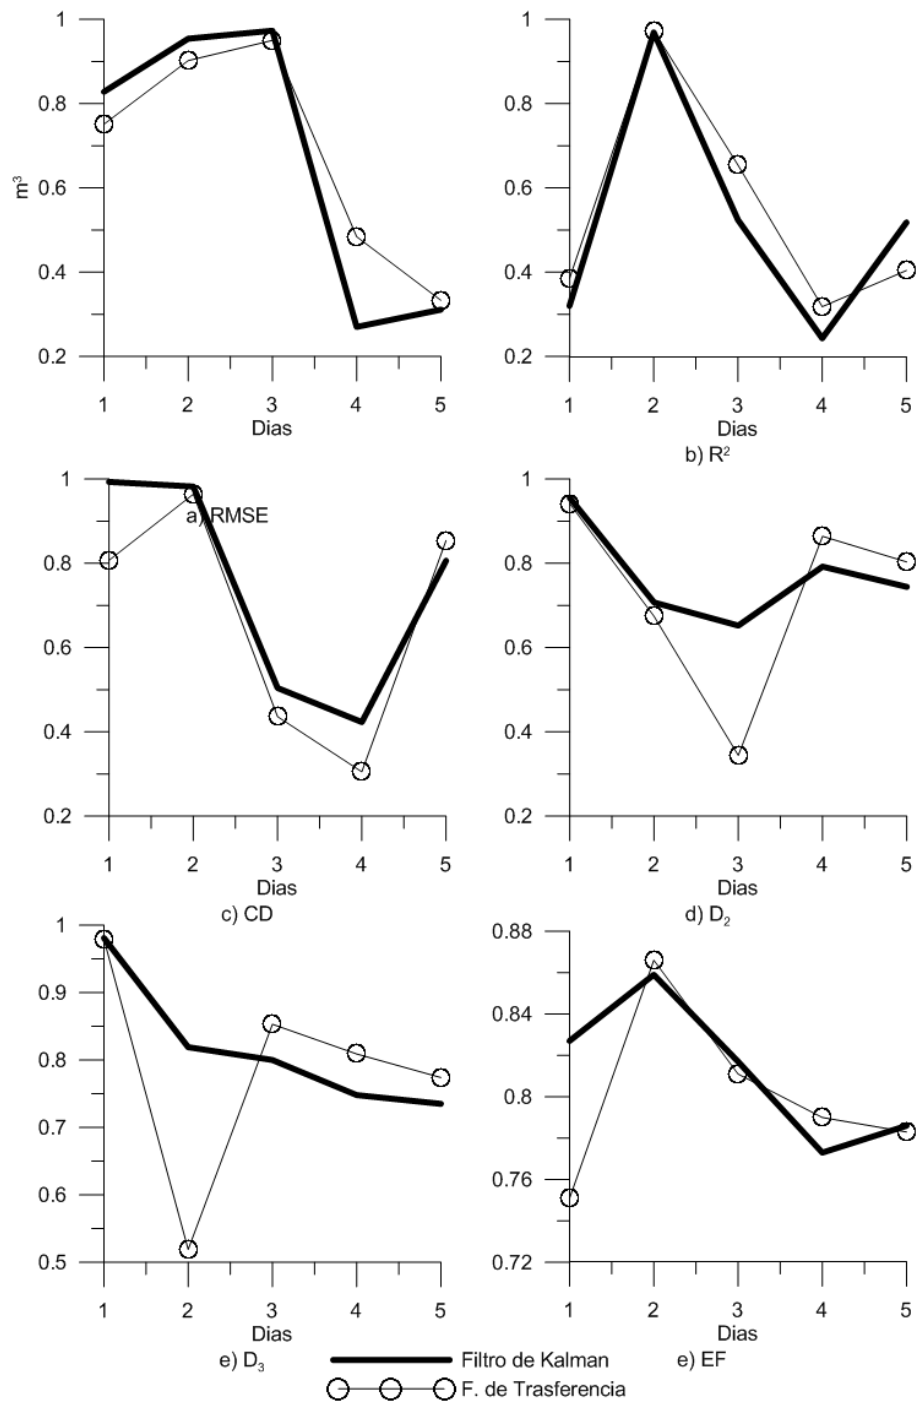 1
0.8
0.6
0.4
0.2
m³
1 2 3 4 5
Dias
1
0.8
0.6
0.4
0.2
1 2 3 4 5
Dias
b) R²
1
0.8
0.6
0.4
0.2
a) RMSE
1 2 3 4 5
Dias
c) CD
1
0.8
0.6
0.4
0.2
1 2 3 4 5
Dias
d) D₂
1
0.9
0.8
0.7
0.6
0.5
1 2 3 4 5
Dias
e) D₃
0.88
0.84
0.8
0.76
0.72
1 2 3 4 5
Dias
e) EF
Filtro de Kalman
F. de Trasferencia